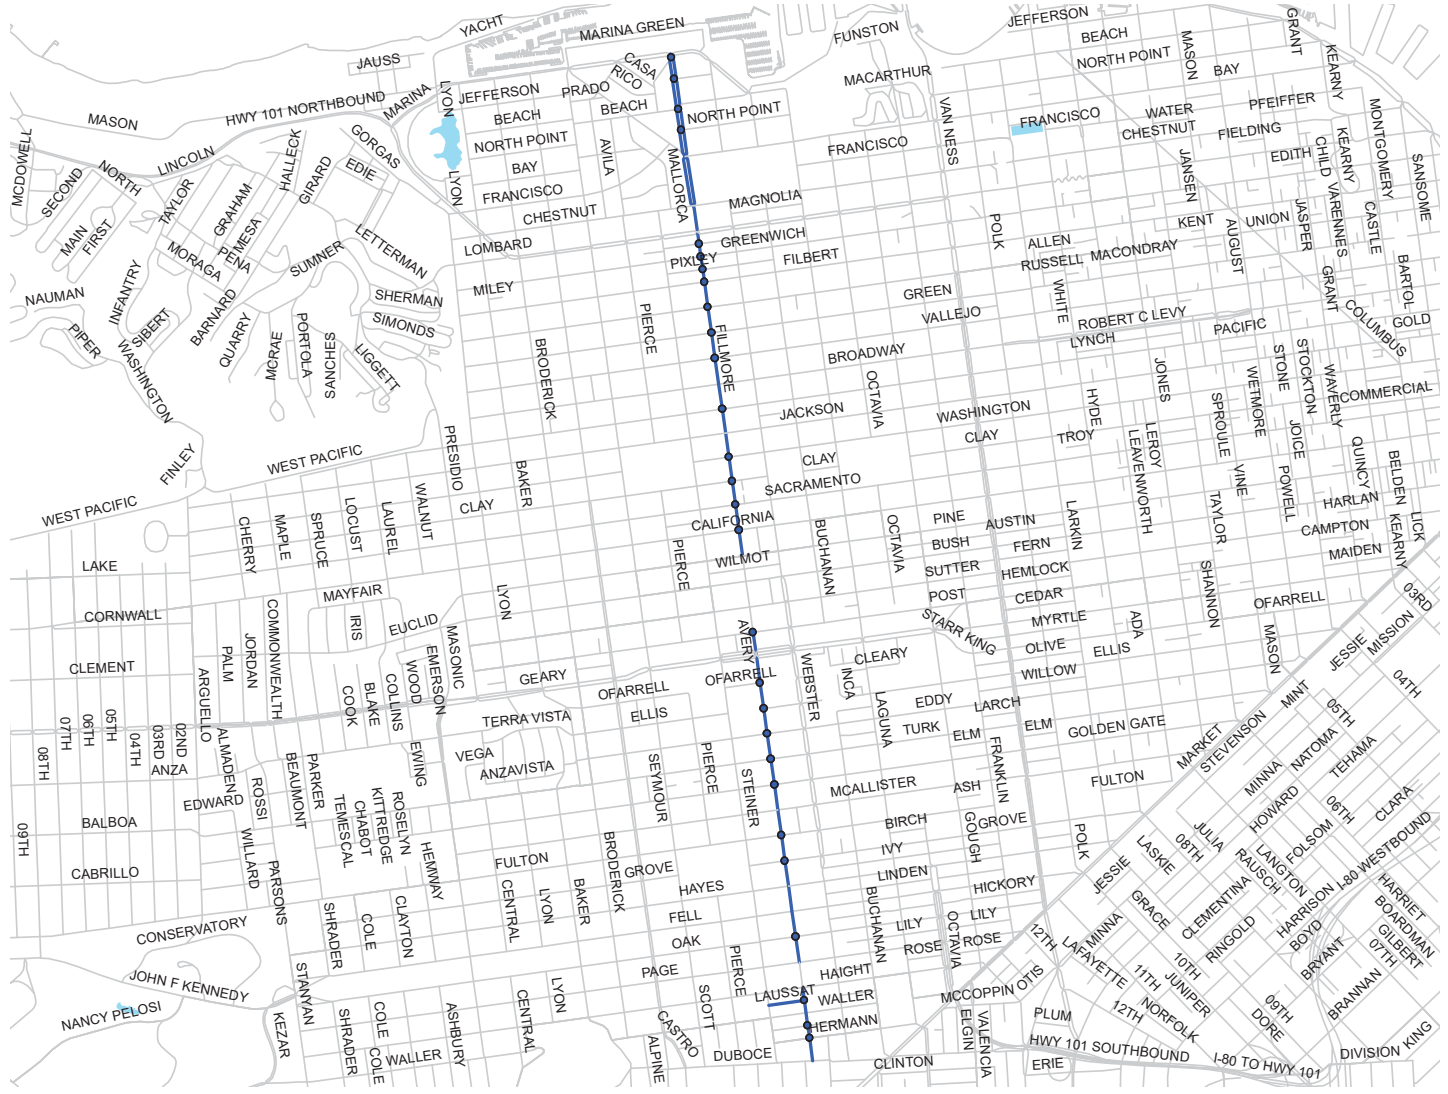 YACHT
MARINA GREEN
FUNSTON
JEFFERSON
BEACH
NORTH POINT
MASON
GRANT
KEARNY
BAY
JAUSS
CASA
RICO
MACARTHUR
PFEIFFER
MASON
HWY 101 NORTHBOUND
MARINA
LYON
JEFFERSON
PRADO
BEACH
BEACH
NORTH POINT
VAN NESS
FRANCISCO
WATER
CHESTNUT
FIELDING
MONTGOMERY
MCDOWELL
LINCOLN
NORTH
SECOND
HALLECK
GIRARD
GORGAS
EDIE
NORTH POINT
BAY
AVILA
MALLORCA
FRANCISCO
JANSEN
EDITH
CHILD
KEARNY
SANSOME
TAYLOR
GRAHAM
MESA
LYON
FRANCISCO
CHESTNUT
MAGNOLIA
VARENNES
JASPER
CASTLE
MAIN
FIRST
MORAGA
PENA
SUMNER
LETTERMAN
LOMBARD
PIXLEY
GREENWICH
FILBERT
POLK
ALLEN
RUSSELL
MACONDRAY
KENT
UNION
AUGUST
NAUMAN
INFANTRY
SIBERT
BARNARD
QUARRY
SHERMAN
SIMONDS
MILEY
PIERCE
FILLMORE
GREEN
VALLEJO
WHITE
ROBERT C LEVY
LYNCH
PACIFIC
GRANT
BARTOL
COLUMBUS
GOLD
PIPER
WASHINGTON
MCRAE
PORTOLA
SANCHES
LIGGETT
BRODERICK
BROADWAY
OCTAVIA
JACKSON
WASHINGTON
CLAY
HYDE
JONES
TROY
STONE
STOCKTON
WAVERLY
WETMORE
SPROULE
COMMERCIAL
FINLEY
WEST PACIFIC
WEST PACIFIC
PRESIDIO
BAKER
CLAY
SACRAMENTO
CALIFORNIA
LEROY
LEAVENWORTH
VINE
JOICE
POWELL
QUINCY
BELDEN
HARLAN
CAMPTON
MAIDEN
KEARNY
LICK
CHERRY
MAPLE
SPRUCE
LOCUST
LAUREL
WALNUT
CLAY
WILMOT
PIERCE
BUCHANAN
OCTAVIA
PINE
BUSH
SUTTER
POST
AUSTIN
FERN
HEMLOCK
CEDAR
LARKIN
TAYLOR
SHANNON
LAKE
CORNWALL
CLEMENT
MAYFAIR
IRIS
EUCLID
LYON
COMMONWEALTH
JORDAN
PALM
ARGUELLO
MASONIC
EMERSON
WOOD
COLLINS
BLAKE
COOK
GEARY
OFARRELL
OFARRELL
AVERY
STARR KING
CLEARY
MYRTLE
OLIVE
WILLOW
ADA
ELLIS
OFARRELL
MASON
03RD
MISSION
JESSIE
04TH
WEBSTER
INCA
LAGUNA
EDDY
TURK
LARCH
ELM
ELM
GOLDEN GATE
MINT
MARKET
STEVENSON
05TH
NATOMA
TEHAMA
MINNA
08TH
07TH
06TH
05TH
04TH
03RD
02ND
ANZA
ALMADEN
ROSSI
BEAUMONT
PARKER
EWING
TERRA VISTA
VEGA
ANZAVISTA
ELLIS
SEYMOUR
PIERCE
STEINER
MCALLISTER
FRANKLIN
ASH
FULTON
HOWARD
06TH
CLARA
EDWARD
BALBOA
CABRILLO
09TH
WILLARD
PARSONS
TEMESCAL
CHABOT
KITTREDGE
ROSELYN
HEMWAY
FULTON
BRODERICK
GROVE
HAYES
BIRCH
IVY
LINDEN
GOUGH
GROVE
HICKORY
POLK
JULIA
08TH
LASKIE
JESSIE
FOLSOM
LANGTON
RAUSCH
I-80 WESTBOUND
HARRISON
CLEMENTINA
HARRIET
BOARDMAN
GILBERT
07TH
CONSERVATORY
SHRADER
COLE
CLAYTON
CENTRAL
LYON
BAKER
FELL
OAK
PAGE
PIERCE
BUCHANAN
LILY
LILY
ROSE
ROSE
OCTAVIA
12TH
GRACE
MINNA
LAFAYETTE
RINGOLD
BOYD
BRYANT
10TH
11TH
JUNIPER
JOHN F KENNEDY
NANCY PELOSI
STANYAN
KEZAR
SHRADER
COLE
COLE
WALLER
ASHBURY
CENTRAL
LYON
SCOTT
CASTRO
ALPINE
LAUSSAT
HAIGHT
WALLER
HERMANN
DUBOCE
CLINTON
MCCOPPIN
OTIS
ELGIN
VALENCIA
PLUM
12TH
NORFOLK
09TH
DORE
BRANNAN
HWY 101 SOUTHBOUND
ERIE
I-80 TO HWY 101
DIVISION
KING